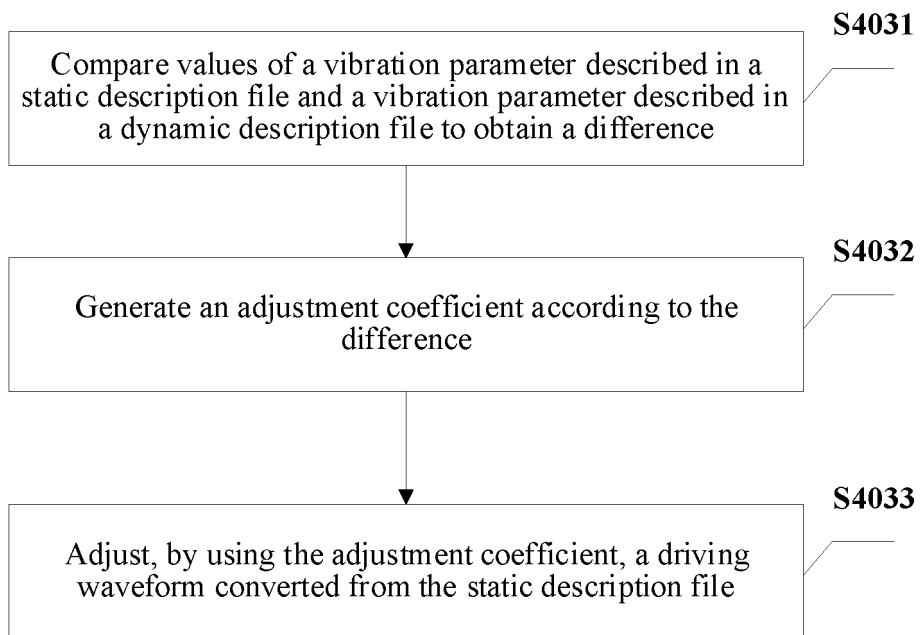 S4031
Compare values of a vibration parameter described in a
static description file and a vibration parameter described in
a dynamic description file to obtain a difference
S4032
Generate an adjustment coefficient according to the
difference
S4033
Adjust, by using the adjustment coefficient, a driving
waveform converted from the static description file